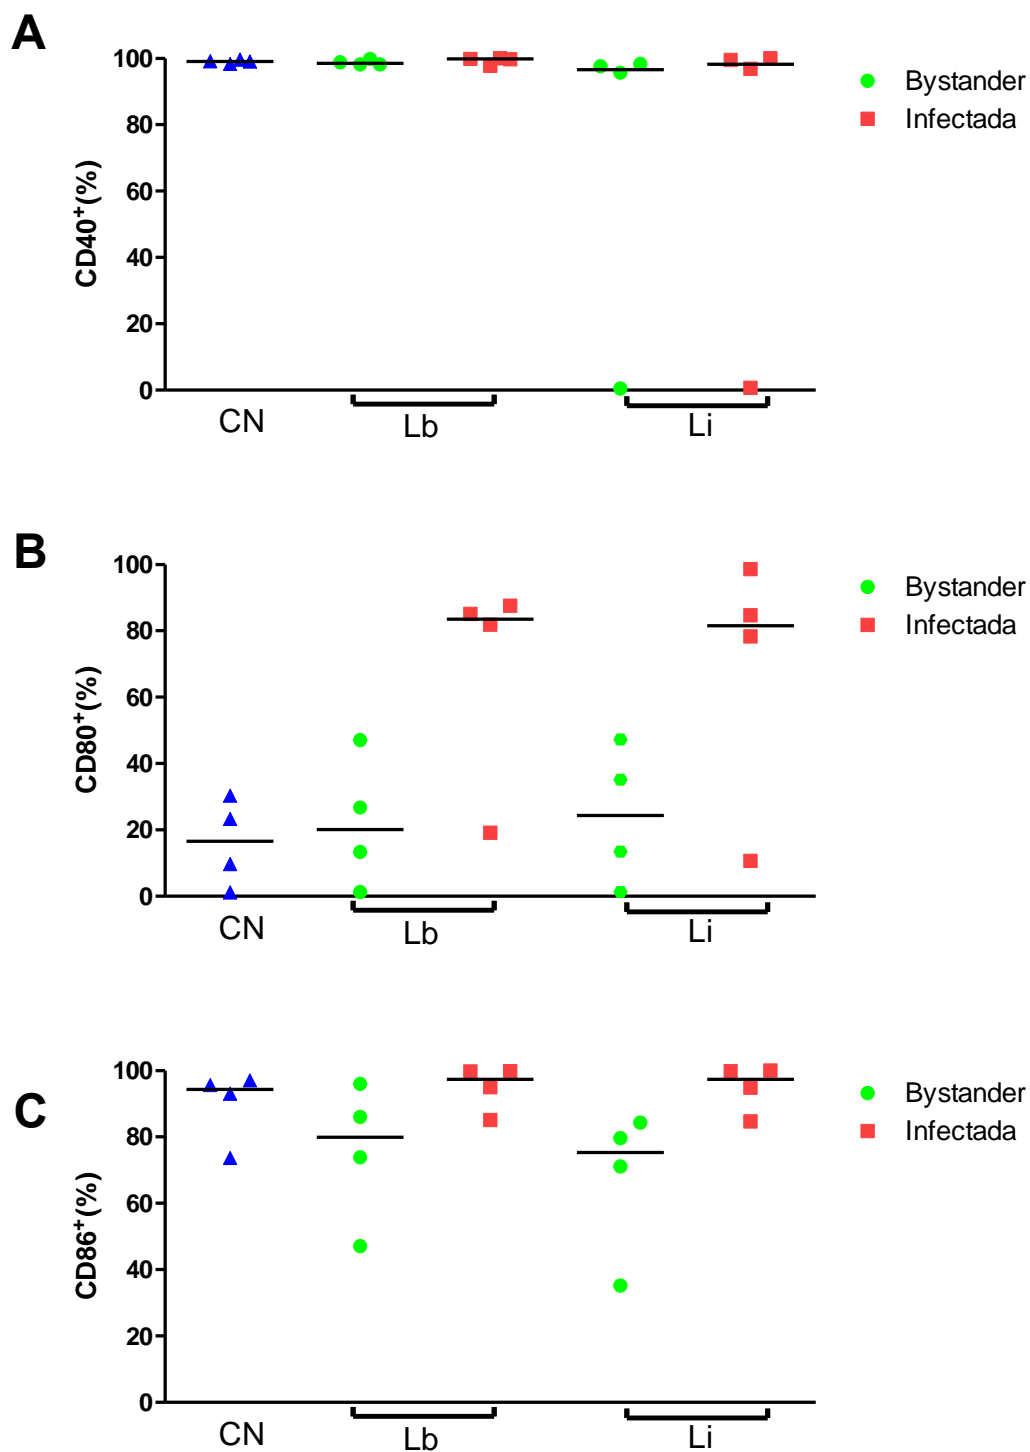 A
100
80
60
40
20
0
CD40+(%)
CN
Lb
Li
Bystander
Infectada
B
100
80
60
40
20
0
CD80+(%)
CN
Lb
Li
Bystander
Infectada
C
100
80
60
40
20
0
CD86+(%)
CN
Lb
Li
Bystander
Infectada